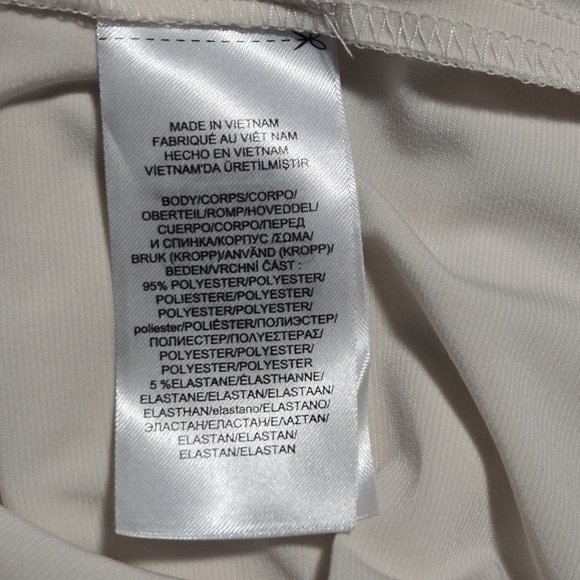 MADE IN VIETNAM
FABRIQUÉ AU VIÊT NAM
HECHO EN VIETNAM
VİETNAM'DA ÜRETILMIŞTIR
BODY/CORPS/CORPO/
OBERTEIL/ROMP/HOVEDDEL/
CUERPO/CORPO/ПЕРЕД
И СПИНКА/КОРПУС /ΣΩΜΑ/
BRUK (KROPP)/ANVÄND (KROPP)/
BEDEN/VRCHNÍ ČÁST :
95% POLYESTER/POLYESTER/
POLIESTERE/POLYESTER/
POLYESTER/POLYESTER/
poliester/POLIÉSTER/ПОЛИЭСТЕР/
ПОЛИЕСТЕР/ΠΟΛΥΕΣΤΕΡΑΣ/
POLYESTER/POLYESTER/
POLYESTER/POLYESTER
5 %ELASTANE/ÉLASTHANNE/
ELASTANE/ELASTAN/ELASTAAN/
ELASTHAN/elastano/ELASTANO/
ЭЛАСТАН/ЕЛАСТАН/ΕΛΑΣΤΑΝ/
ELASTAN/ELASTAN/
ELASTAN/ELASTAN